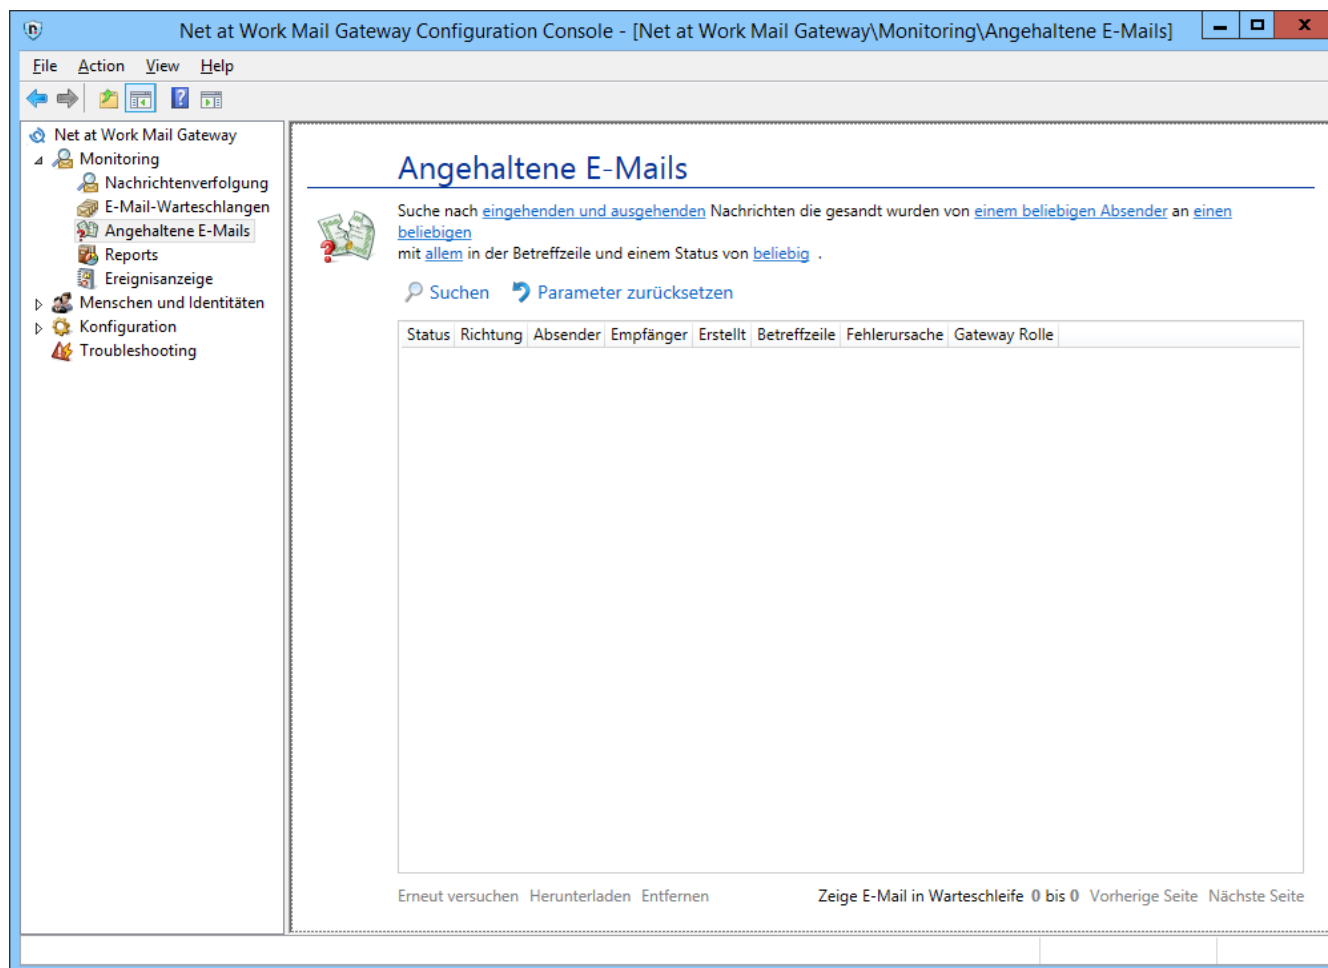 Net at Work Mail Gateway Configuration Console - [Net at Work Mail Gateway\Monitoring\Angehaltene E-Mails]
File Action View Help
Net at Work Mail Gateway
Monitoring
Nachrichtenverfolgung
E-Mail-Warteschlangen
Angehaltene E-Mails
Reports
Ereignisanzeige
Menschen und Identitäten
Konfiguration
Troubleshooting
Angehaltene E-Mails
Suche nach eingehenden und ausgehenden Nachrichten die gesandt wurden von einem beliebigen Absender an einen
beliebigen
mit allem in der Betreffzeile und einem Status von beliebig .
Suchen Parameter zurücksetzen
Status Richtung Absender Empfänger Erstellt Betreffzeile Fehlerursache Gateway Rolle
Erneut versuchen Herunterladen Entfernen Zeige E-Mail in Warteschleife 0 bis 0 Vorherige Seite Nächste Seite